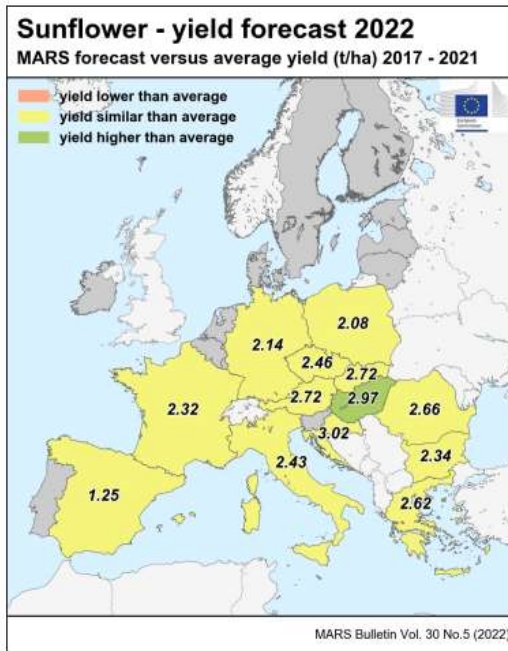 Sunflower - yield forecast 2022
MARS forecast versus average yield (t/ha) 2017 - 2021
yield lower than average
yield similar than average
yield higher than average
European
Commission
2.08
2.14
2.46
2.72
2.72
2.97
2.32
2.66
3.02
2.34
2.43
2.62
1.25
MARS Bulletin Vol. 30 No.5 (2022)